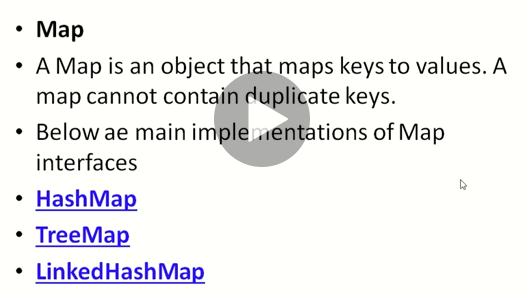 • Map
• A Map is an object that maps keys to values. A
map cannot contain duplicate keys.
• Below ae main implementations of Map
interfaces
• HashMap
• TreeMap
• LinkedHashMap